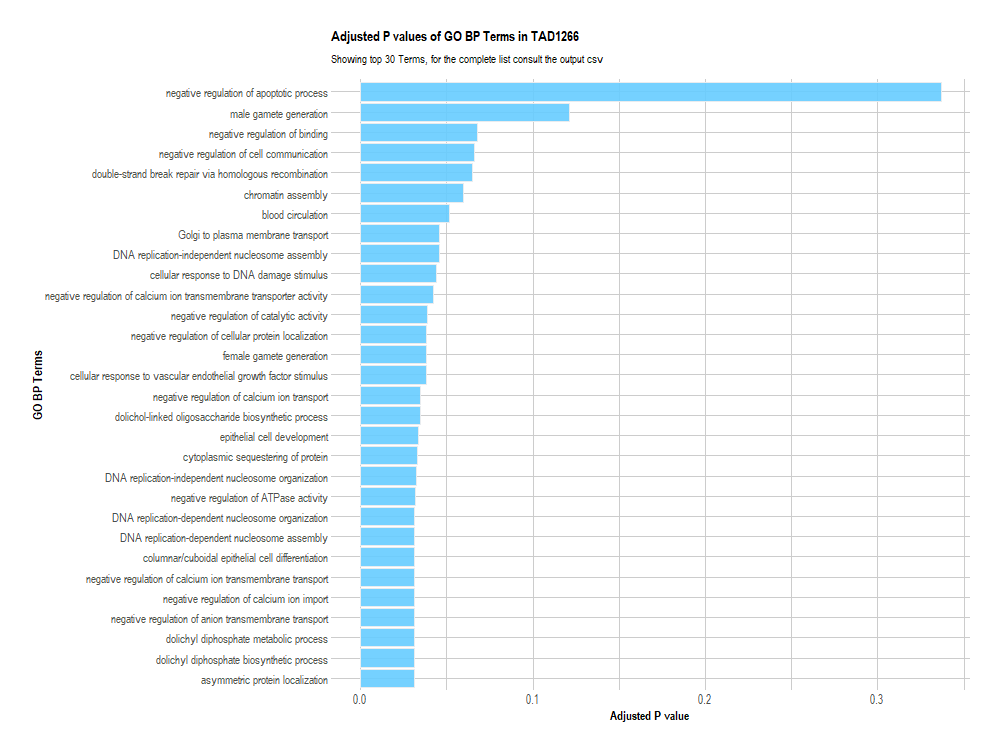 Adjusted P values of GO BP Terms in TAD1266
Showing top 30 Terms, for the complete list consult the output csv
negative regulation of apoptotic process
male gamete generation
negative regulation of binding
negative regulation of cell communication
double-strand break repair via homologous recombination
chromatin assembly
blood circulation
Golgi to plasma membrane transport
DNA replication-independent nucleosome assembly
cellular response to DNA damage stimulus
negative regulation of calcium ion transmembrane transporter activity
negative regulation of catalytic activity
negative regulation of cellular protein localization
female gamete generation
cellular response to vascular endothelial growth factor stimulus
negative regulation of calcium ion transport
dolichol-linked oligosaccharide biosynthetic process
epithelial cell development
cytoplasmic sequestering of protein
DNA replication-independent nucleosome organization
negative regulation of ATPase activity
DNA replication-dependent nucleosome organization
DNA replication-dependent nucleosome assembly
columnar/cuboidal epithelial cell differentiation
negative regulation of calcium ion transmembrane transport
negative regulation of calcium ion import
negative regulation of anion transmembrane transport
dolichyl diphosphate metabolic process
dolichyl diphosphate biosynthetic process
asymmetric protein localization
GO BP Terms
0.0 0.1 0.2 0.3
Adjusted P value